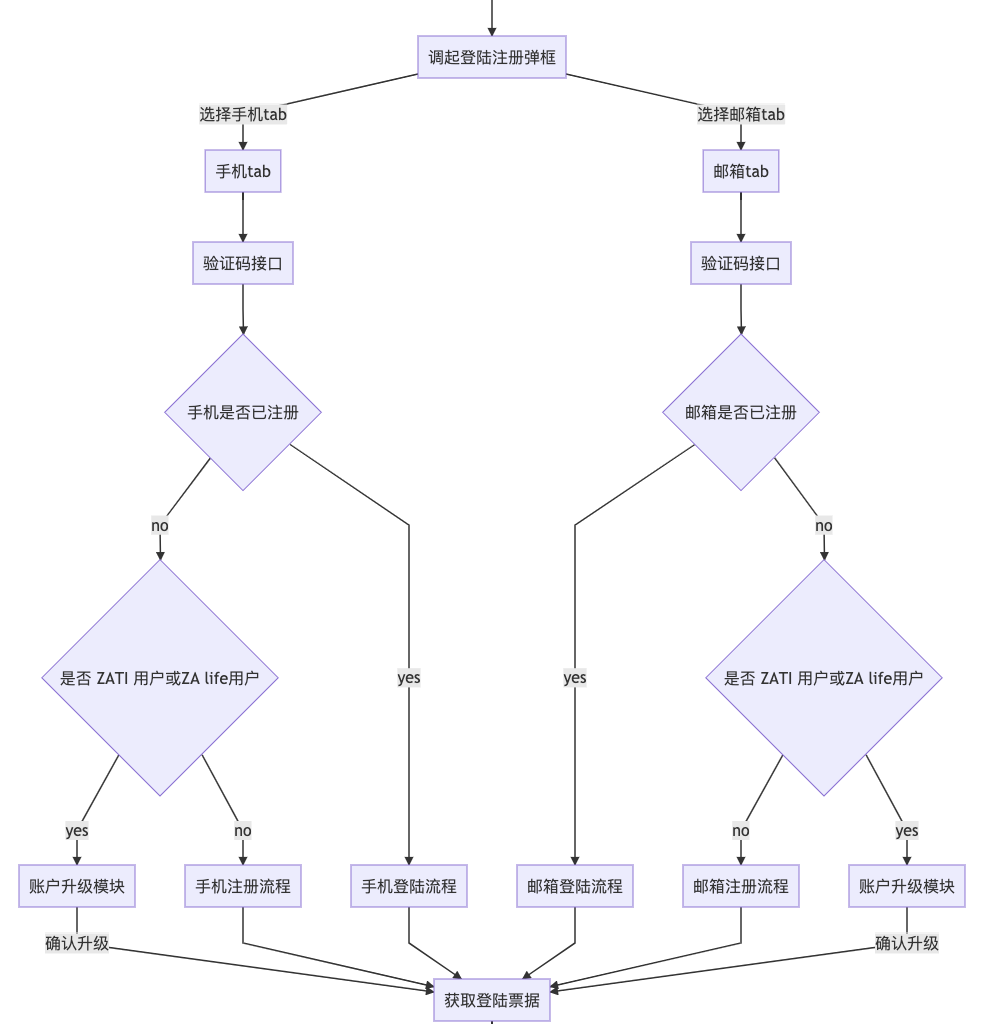 调起登陆注册弹框
选择手机tab
选择邮箱tab
手机tab
邮箱tab
验证码接口
验证码接口
手机是否已注册
邮箱是否已注册
no
no
是否 ZATI 用户或ZA life用户
yes
yes
是否 ZATI 用户或ZA life用户
yes
no
no
yes
账户升级模块
手机注册流程
手机登陆流程
邮箱登陆流程
邮箱注册流程
账户升级模块
确认升级
确认升级
获取登陆票据